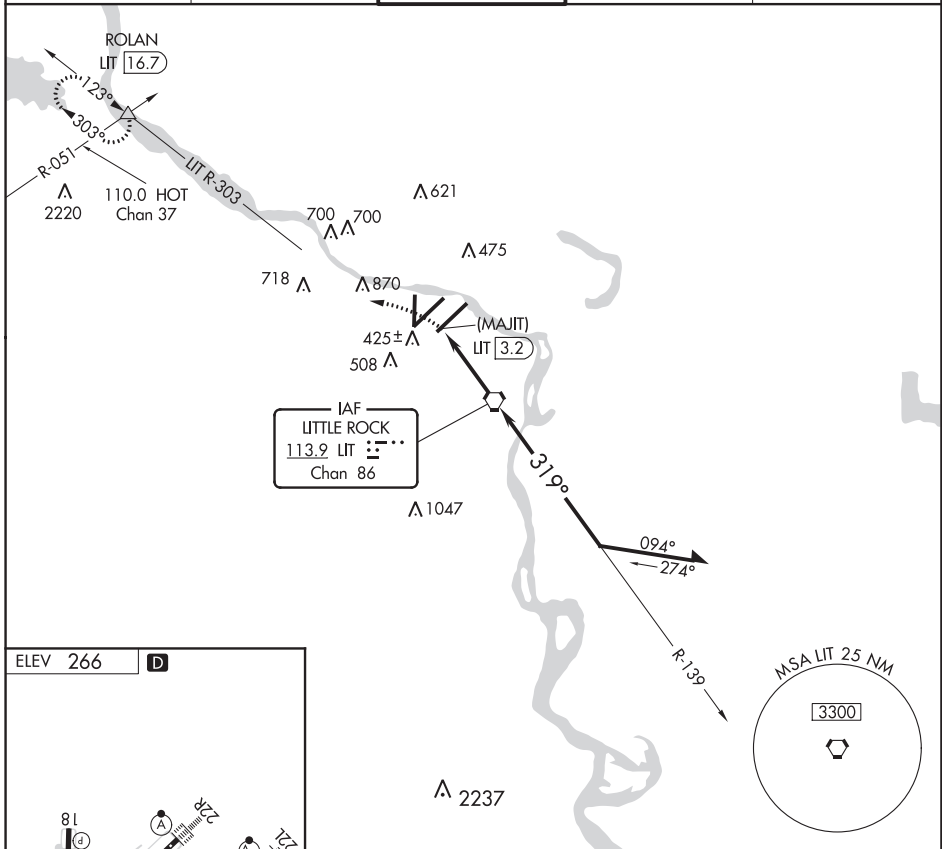 ROLAN
LIT 16.7
123°
303°
R-051
LIT R-303
110.0 HOT
Chan 37
2220
621
700
700
475
718
870
(MAJIT)
LIT 3.2
425±
508
IAF
LITTLE ROCK
113.9 LIT
Chan 86
319°
1047
094°
274°
R-139
MSA LIT 25 NM
3300
ELEV 266 D
2237
18
P
A
22R
22L